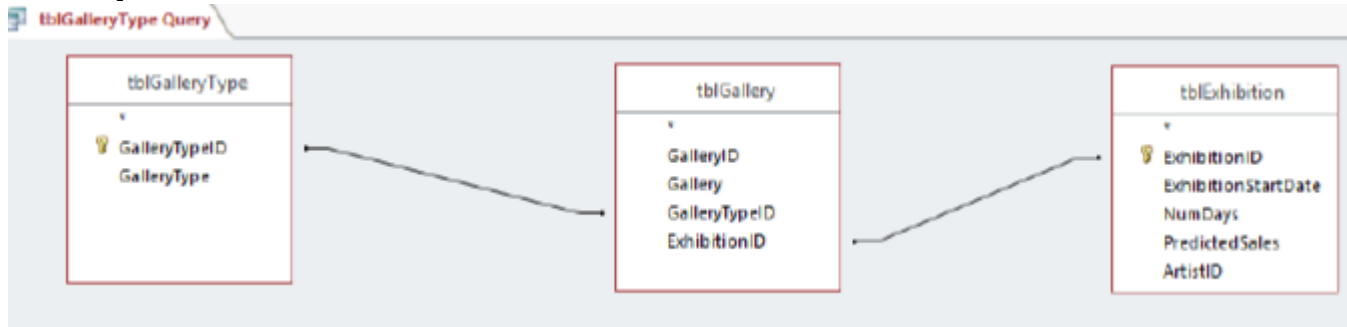 tblGalleryType Query
tblGalleryType
*
GalleryTypeID
GalleryType
tblGallery
*
GalleryID
Gallery
GalleryTypeID
ExhibitionID
tblExhibition
*
ExhibitionID
ExhibitionStartDate
NumDays
PredictedSales
ArtistID